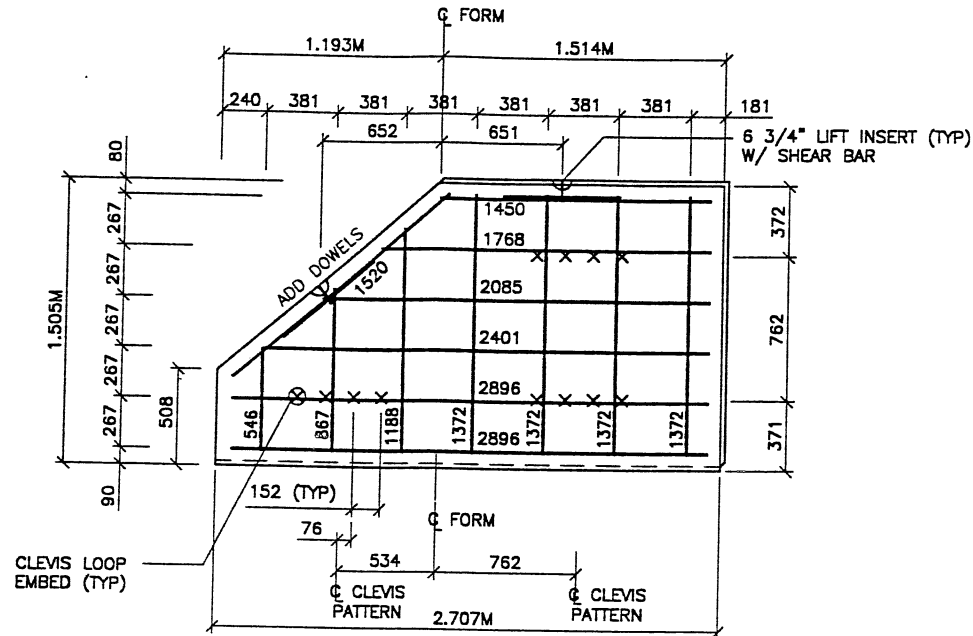 ℄ FORM
1.193M
1.514M
240
381
381
381
381
381
381
181
652
651
6 3/4" LIFT INSERT (TYP)
W/ SHEAR BAR
80
267
267
267
267
267
90
1.505M
508
ADD DOWELS
1520
1450
1768
2085
2401
2896
2896
546
867
1188
1372
1372
1372
1372
372
762
371
152 (TYP)
76
℄ FORM
534
762
CLEVIS LOOP
EMBED (TYP)
℄ CLEVIS
PATTERN
℄ CLEVIS
PATTERN
2.707M